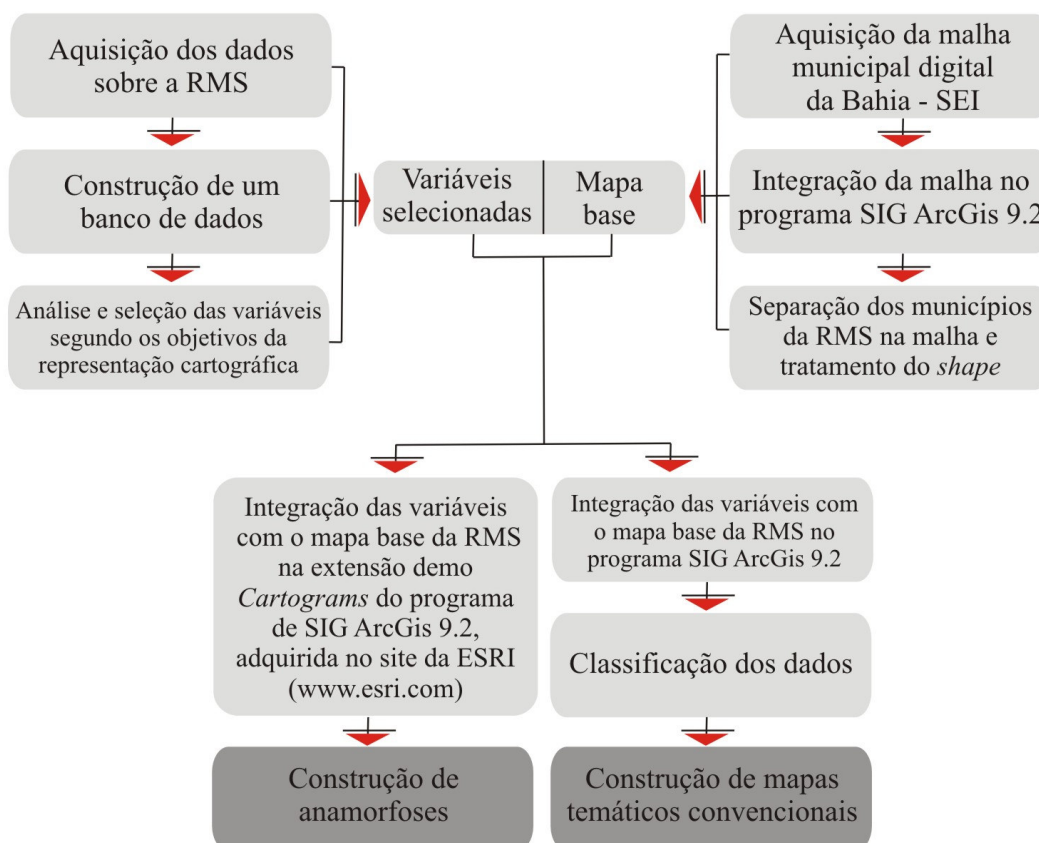 Aquisição dos dados
sobre a RMS
Construção de um
banco de dados
Análise e seleção das variáveis
segundo os objetivos da
representação cartográfica
Variáveis
selecionadas
Mapa
base
Aquisição da malha
municipal digital
da Bahia - SEI
Integração da malha no
programa SIG ArcGis 9.2
Separação dos municípios
da RMS na malha e
tratamento do shape
Integração das variáveis
com o mapa base da RMS
na extensão demo
Cartograms do programa
de SIG ArcGis 9.2,
adquirida no site da ESRI
(www.esri.com)
Construção de
anamorfoses
Integração das variáveis com
o mapa base da RMS no
programa SIG ArcGis 9.2
Classificação dos dados
Construção de mapas
temáticos convencionais